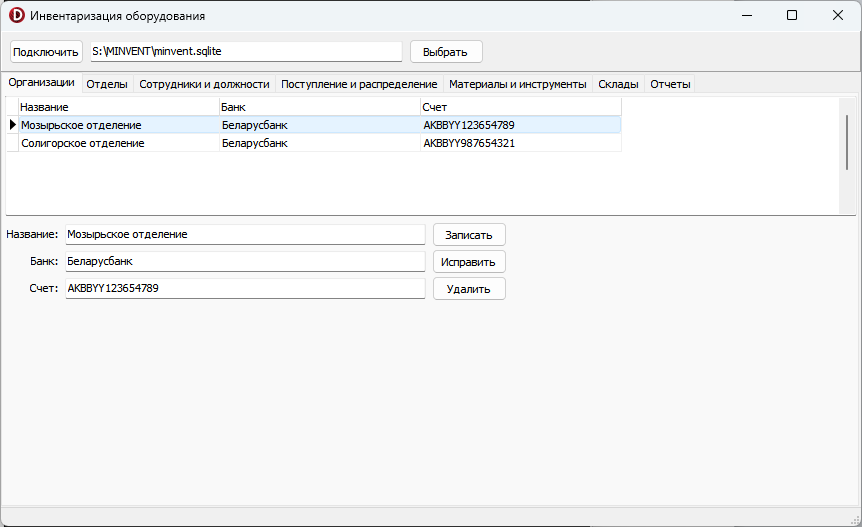 Инвентаризация оборудования
Подключить S:\MINVENT\minvent.sqlite Выбрать
Организации Отделы Сотрудники и должности Поступление и распределение Материалы и инструменты Склады Отчеты
Название Банк Счет
Мозырьское отделение Беларусбанк AKBBYY123654789
Солигорское отделение Беларусбанк AKBBYY987654321
Название: Мозырьское отделение Записать
Банк: Беларусбанк Исправить
Счет: AKBBYY123654789 Удалить